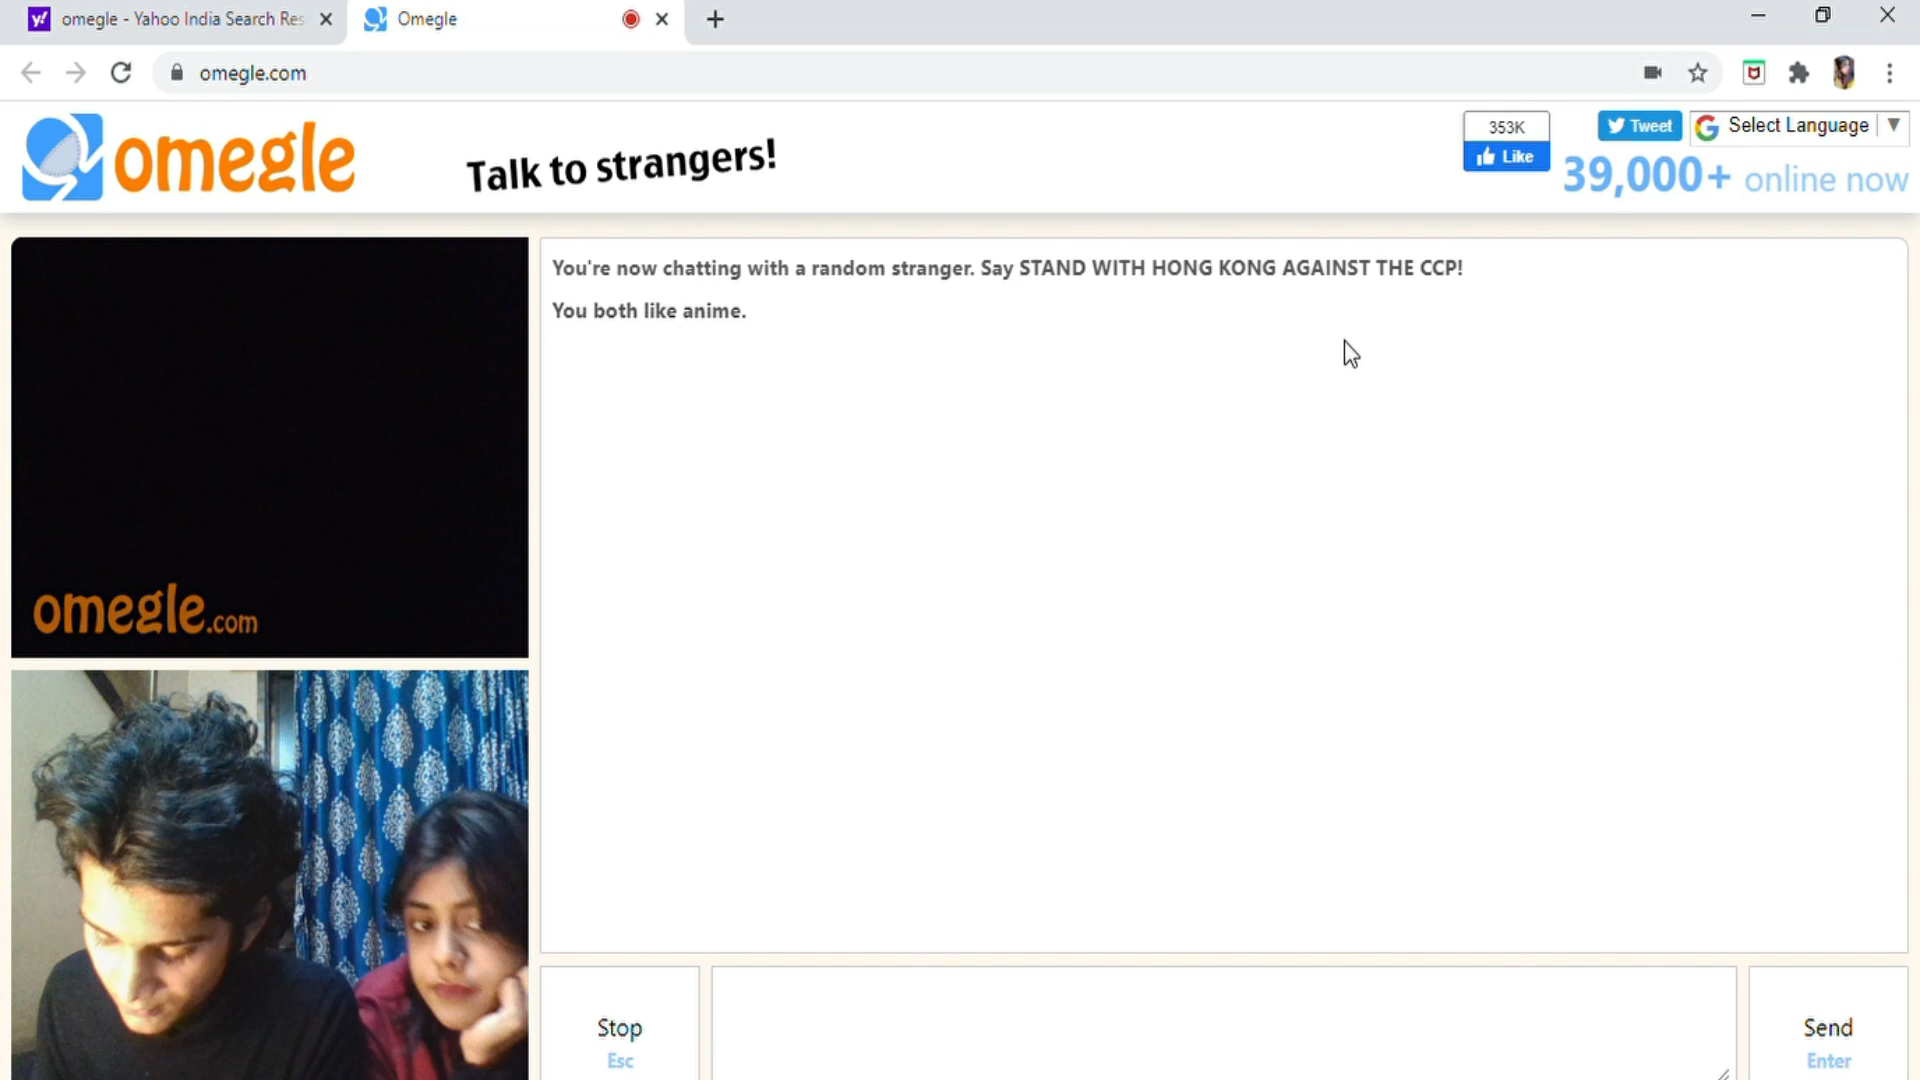 omegle - Yahoo India Search Res
Omegle
omegle.com
omegle
Talk to strangers!
353K
Like
Tweet
Select Language
39,000+ online now
omegle.com
You're now chatting with a random stranger. Say STAND WITH HONG KONG AGAINST THE CCP!
You both like anime.
Stop
Esc
Send
Enter